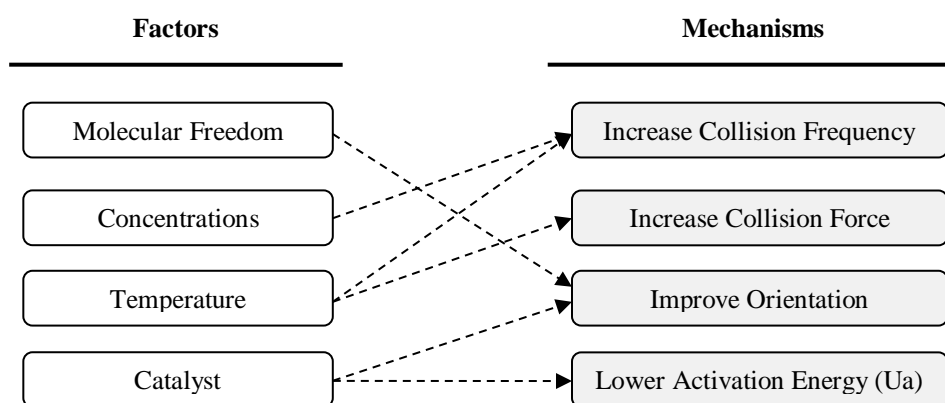 Factors
Mechanisms
Molecular Freedom
Increase Collision Frequency
Concentrations
Increase Collision Force
Temperature
Improve Orientation
Catalyst
Lower Activation Energy (Ua)